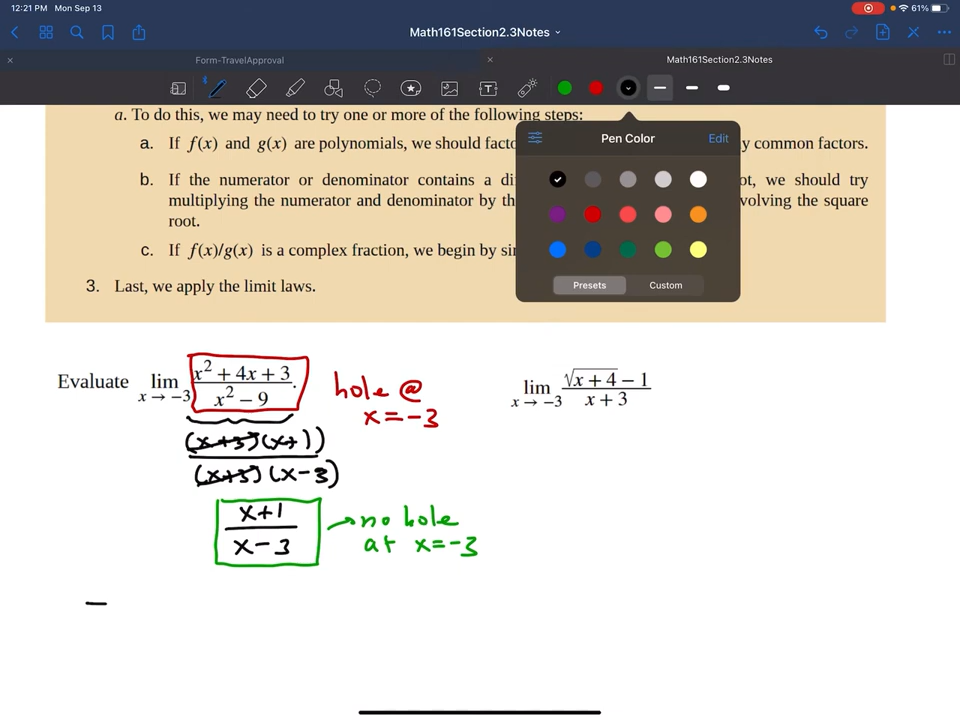 12:21 PM Mon Sep 13
61%
Math161Section2.3Notes
Form-TravelApproval
Math161Section2.3Notes
a. To do this, we may need to try one or more of the following steps:
a. If f(x) and g(x) are polynomials, we should facto
y common factors.
b. If the numerator or denominator contains a di
ot, we should try
multiplying the numerator and denominator by th
volving the square
root.
c. If f(x)/g(x) is a complex fraction, we begin by sin
3. Last, we apply the limit laws.
Pen Color
Edit
Presets Custom
Evaluate lim x → −3 (x² + 4x + 3)/(x² − 9).
hole @
x = −3
(x+3)(x+1)
(x+3)(x−3)
x+1
x−3
no hole
at x=−3
lim x → −3 (√(x + 4) − 1)/(x + 3)